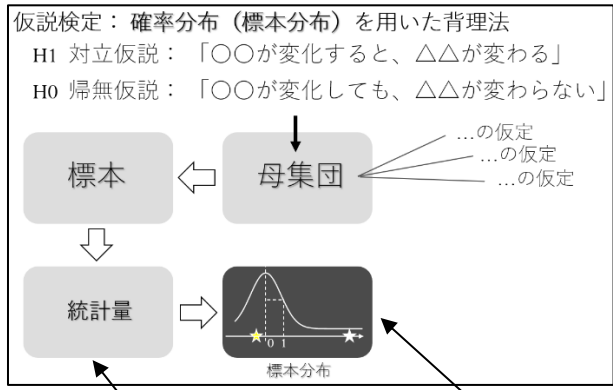 仮説検定： 確率分布（標本分布）を用いた背理法
H1 対立仮説： 「○○が変化すると、△△が変わる」
H0 帰無仮説： 「○○が変化しても、△△が変わらない」
…の仮定
…の仮定
…の仮定
標本
母集団
統計量
0 1
標本分布